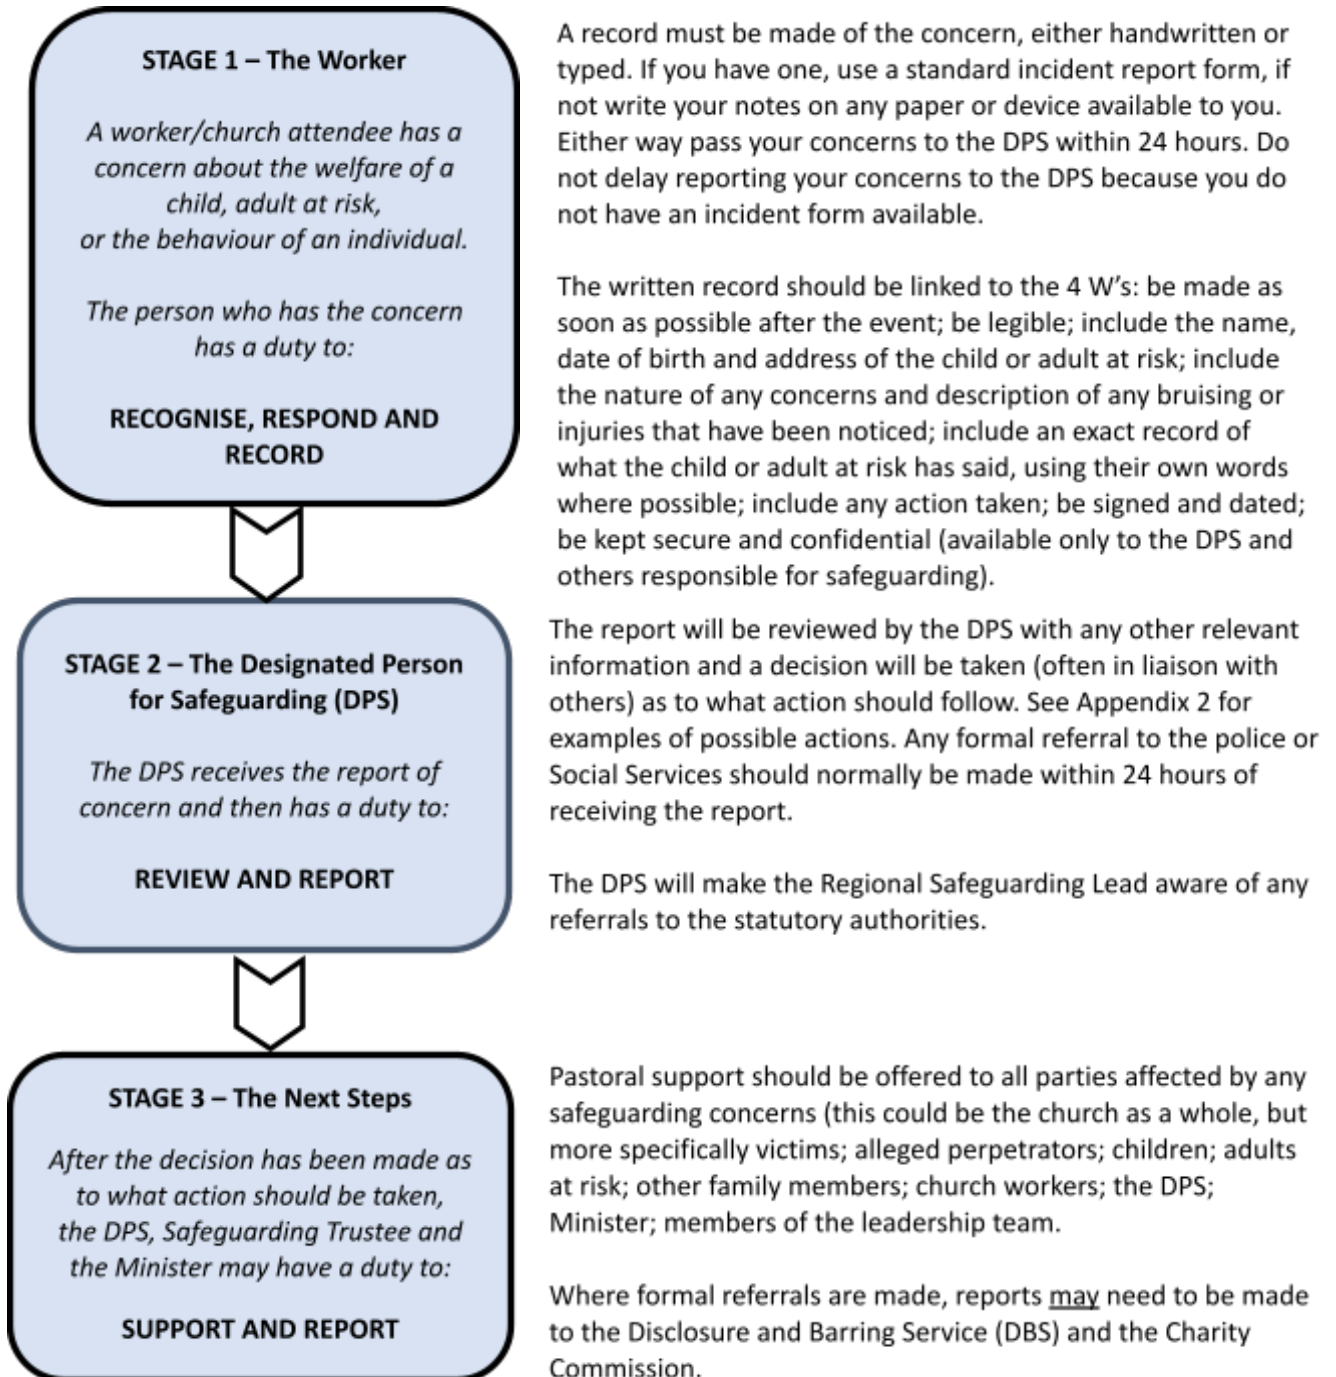 STAGE 1 – The Worker
A worker/church attendee has a
concern about the welfare of a
child, adult at risk,
or the behaviour of an individual.
The person who has the concern
has a duty to:
RECOGNISE, RESPOND AND
RECORD
A record must be made of the concern, either handwritten or
typed. If you have one, use a standard incident report form, if
not write your notes on any paper or device available to you.
Either way pass your concerns to the DPS within 24 hours. Do
not delay reporting your concerns to the DPS because you do
not have an incident form available.
The written record should be linked to the 4 W's: be made as
soon as possible after the event; be legible; include the name,
date of birth and address of the child or adult at risk; include
the nature of any concerns and description of any bruising or
injuries that have been noticed; include an exact record of
what the child or adult at risk has said, using their own words
where possible; include any action taken; be signed and dated;
be kept secure and confidential (available only to the DPS and
others responsible for safeguarding).
STAGE 2 – The Designated Person
for Safeguarding (DPS)
The DPS receives the report of
concern and then has a duty to:
REVIEW AND REPORT
The report will be reviewed by the DPS with any other relevant
information and a decision will be taken (often in liaison with
others) as to what action should follow. See Appendix 2 for
examples of possible actions. Any formal referral to the police or
Social Services should normally be made within 24 hours of
receiving the report.
The DPS will make the Regional Safeguarding Lead aware of any
referrals to the statutory authorities.
STAGE 3 – The Next Steps
After the decision has been made as
to what action should be taken,
the DPS, Safeguarding Trustee and
the Minister may have a duty to:
SUPPORT AND REPORT
Pastoral support should be offered to all parties affected by any
safeguarding concerns (this could be the church as a whole, but
more specifically victims; alleged perpetrators; children; adults
at risk; other family members; church workers; the DPS;
Minister; members of the leadership team.
Where formal referrals are made, reports may need to be made
to the Disclosure and Barring Service (DBS) and the Charity
Commission.